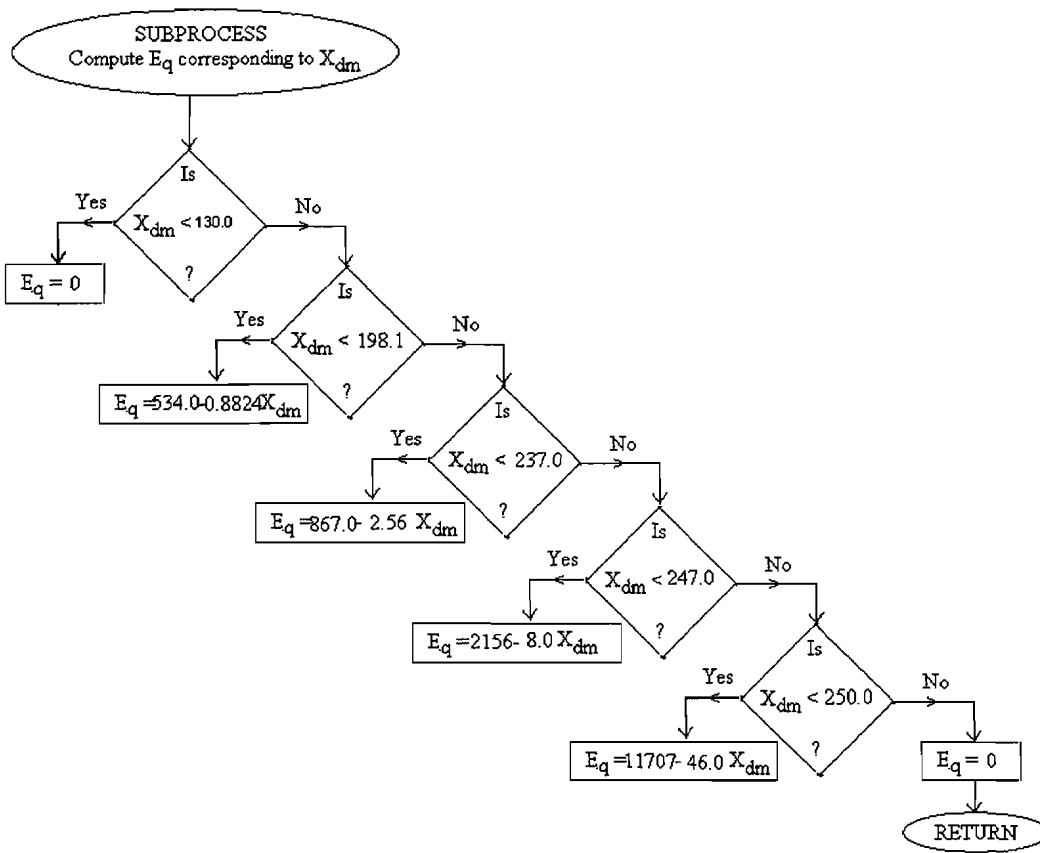 SUBPROCESS
Compute Eq corresponding to Xdm
Is
Xdm < 130.0
?
Yes
No
Eq = 0
Is
Xdm < 198.1
?
Yes
No
Eq =534.0-0.8824Xdm
Is
Xdm < 237.0
?
Yes
No
Eq =867.0- 2.56 Xdm
Is
Xdm < 247.0
?
Yes
No
Eq =2156- 8.0 Xdm
Is
Xdm < 250.0
?
Yes
No
Eq =11707- 46.0 Xdm
Eq = 0
RETURN